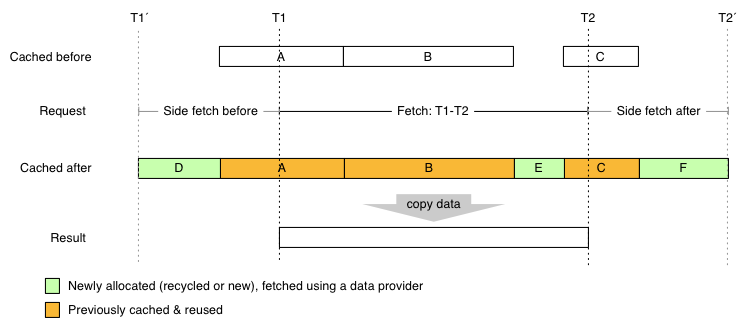 T1´ T1 T2 T2´
Cached before A B C
Request Side fetch before Fetch: T1-T2 Side fetch after
Cached after D A B E C F
copy data
Result
Newly allocated (recycled or new), fetched using a data provider
Previously cached & reused